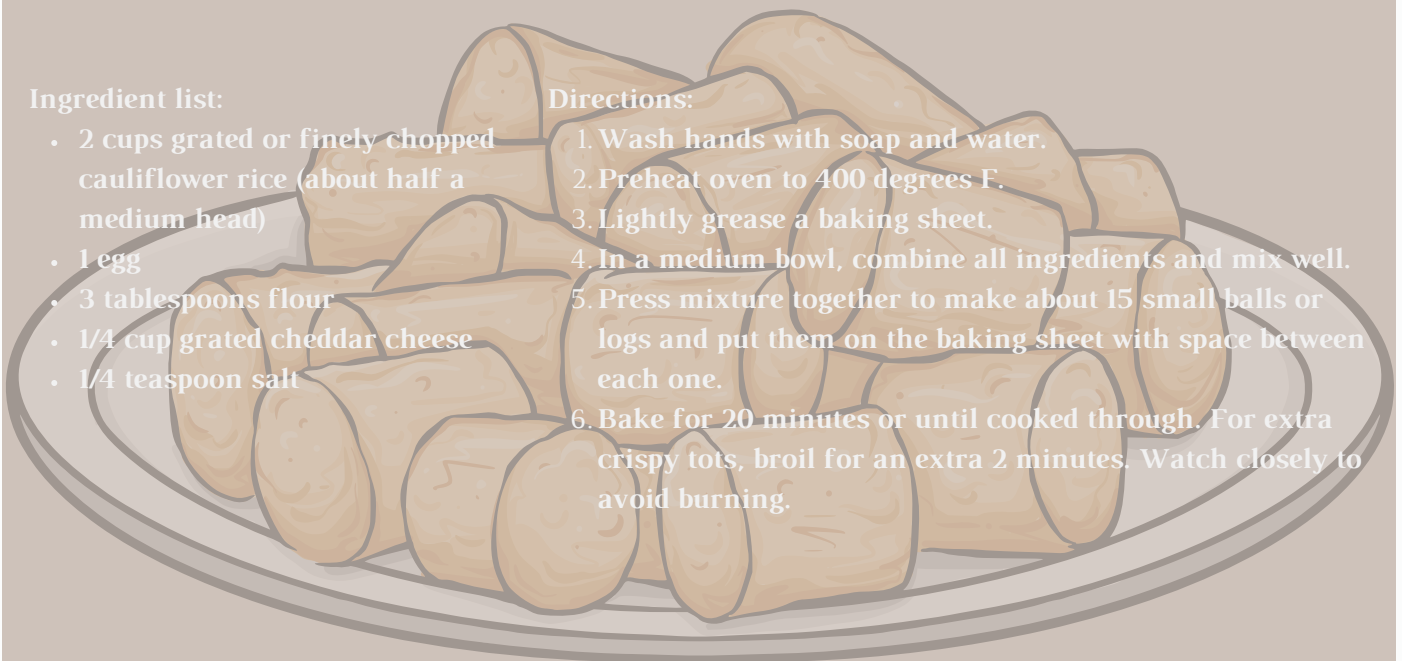 Ingredient list:
• 2 cups grated or finely chopped
cauliflower rice (about half a
medium head)
• 1 egg
• 3 tablespoons flour
• 1/4 cup grated cheddar cheese
• 1/4 teaspoon salt
Directions:
1. Wash hands with soap and water.
2. Preheat oven to 400 degrees F.
3. Lightly grease a baking sheet.
4. In a medium bowl, combine all ingredients and mix well.
5. Press mixture together to make about 15 small balls or
logs and put them on the baking sheet with space between
each one.
6. Bake for 20 minutes or until cooked through. For extra
crispy tots, broil for an extra 2 minutes. Watch closely to
avoid burning.